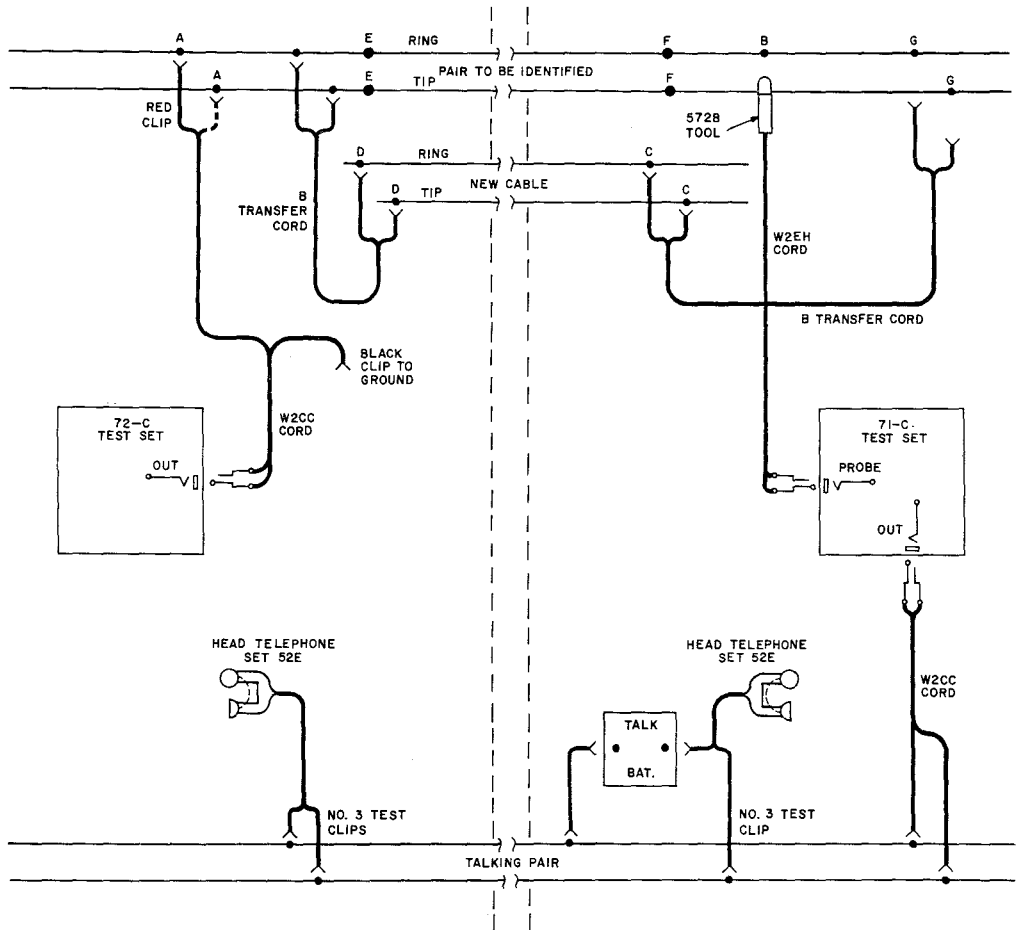 A
E
RING
F
B
G
PAIR TO BE IDENTIFIED
A
E
TIP
F
G
RED
CLIP
572B
TOOL
D
RING
C
NEW CABLE
D
TIP
C
B
TRANSFER
CORD
W2EH
CORD
B TRANSFER CORD
BLACK
CLIP TO
GROUND
W2CC
CORD
72-C
TEST SET
OUT
71-C.
TEST SET
PROBE
OUT
HEAD TELEPHONE
SET 52E
HEAD TELEPHONE
SET 52E
W2CC
CORD
TALK
BAT.
NO. 3 TEST
CLIPS
NO. 3 TEST
CLIP
TALKING PAIR